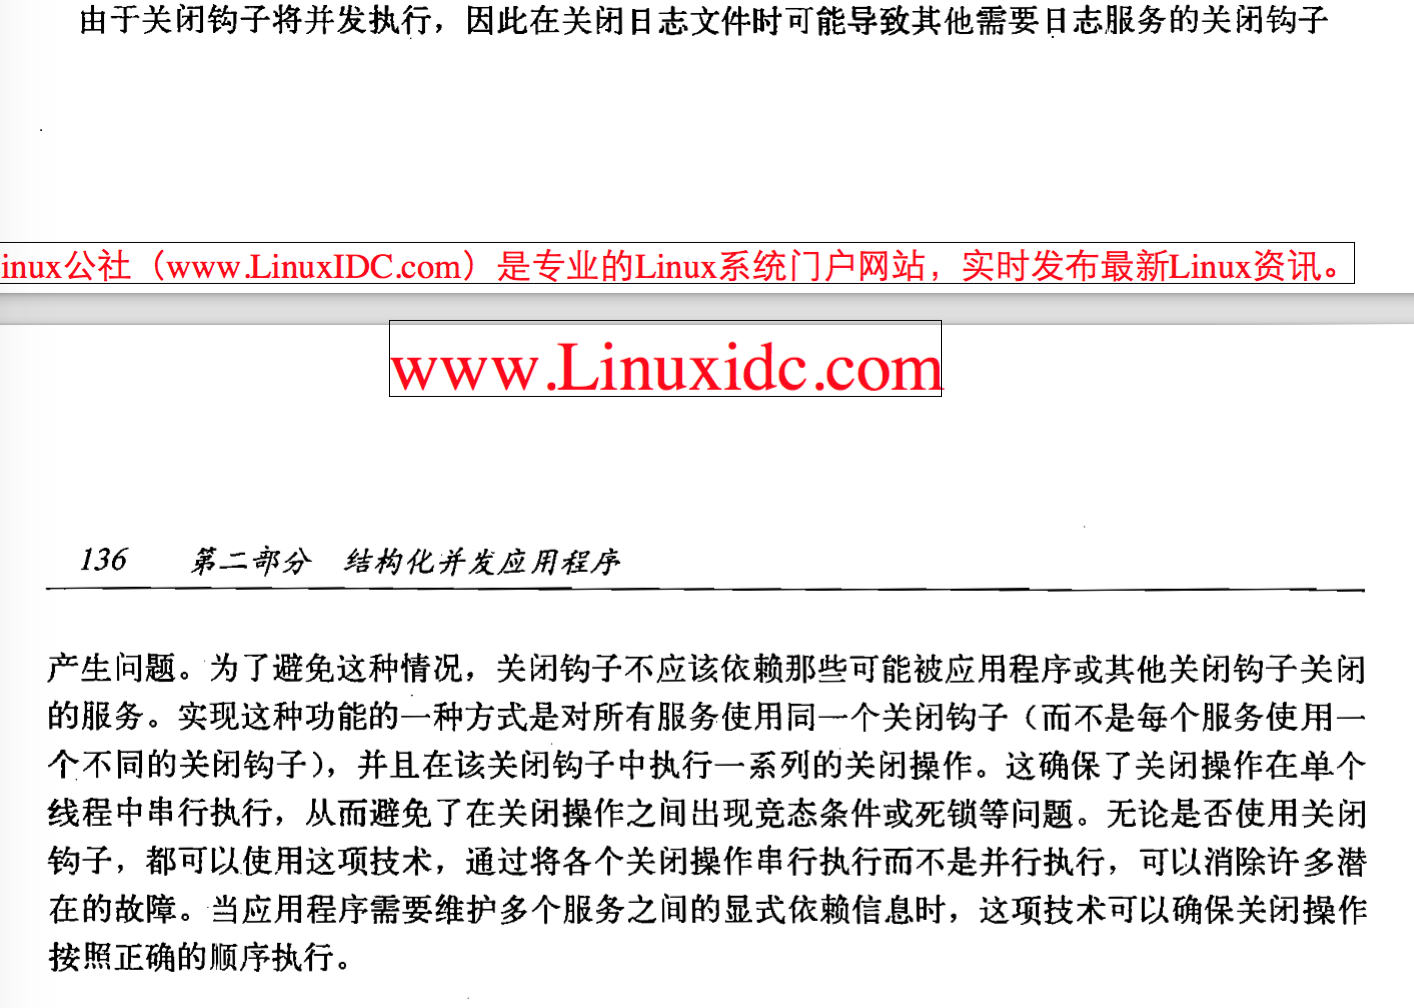 由于关闭钩子将并发执行，因此在关闭日志文件时可能导致其他需要日志服务的关闭钩子
inux公社（www.LinuxIDC.com）是专业的Linux系统门户网站，实时发布最新Linux资讯。
www.Linuxidc.com
136 第二部分 结构化并发应用程序
产生问题。为了避免这种情况，关闭钩子不应该依赖那些可能被应用程序或其他关闭钩子关闭
的服务。实现这种功能的一种方式是对所有服务使用同一个关闭钩子（而不是每个服务使用一
个不同的关闭钩子），并且在该关闭钩子中执行一系列的关闭操作。这确保了关闭操作在单个
线程中串行执行，从而避免了在关闭操作之间出现竞态条件或死锁等问题。无论是否使用关闭
钩子，都可以使用这项技术，通过将各个关闭操作串行执行而不是并行执行，可以消除许多潜
在的故障。当应用程序需要维护多个服务之间的显式依赖信息时，这项技术可以确保关闭操作
按照正确的顺序执行。